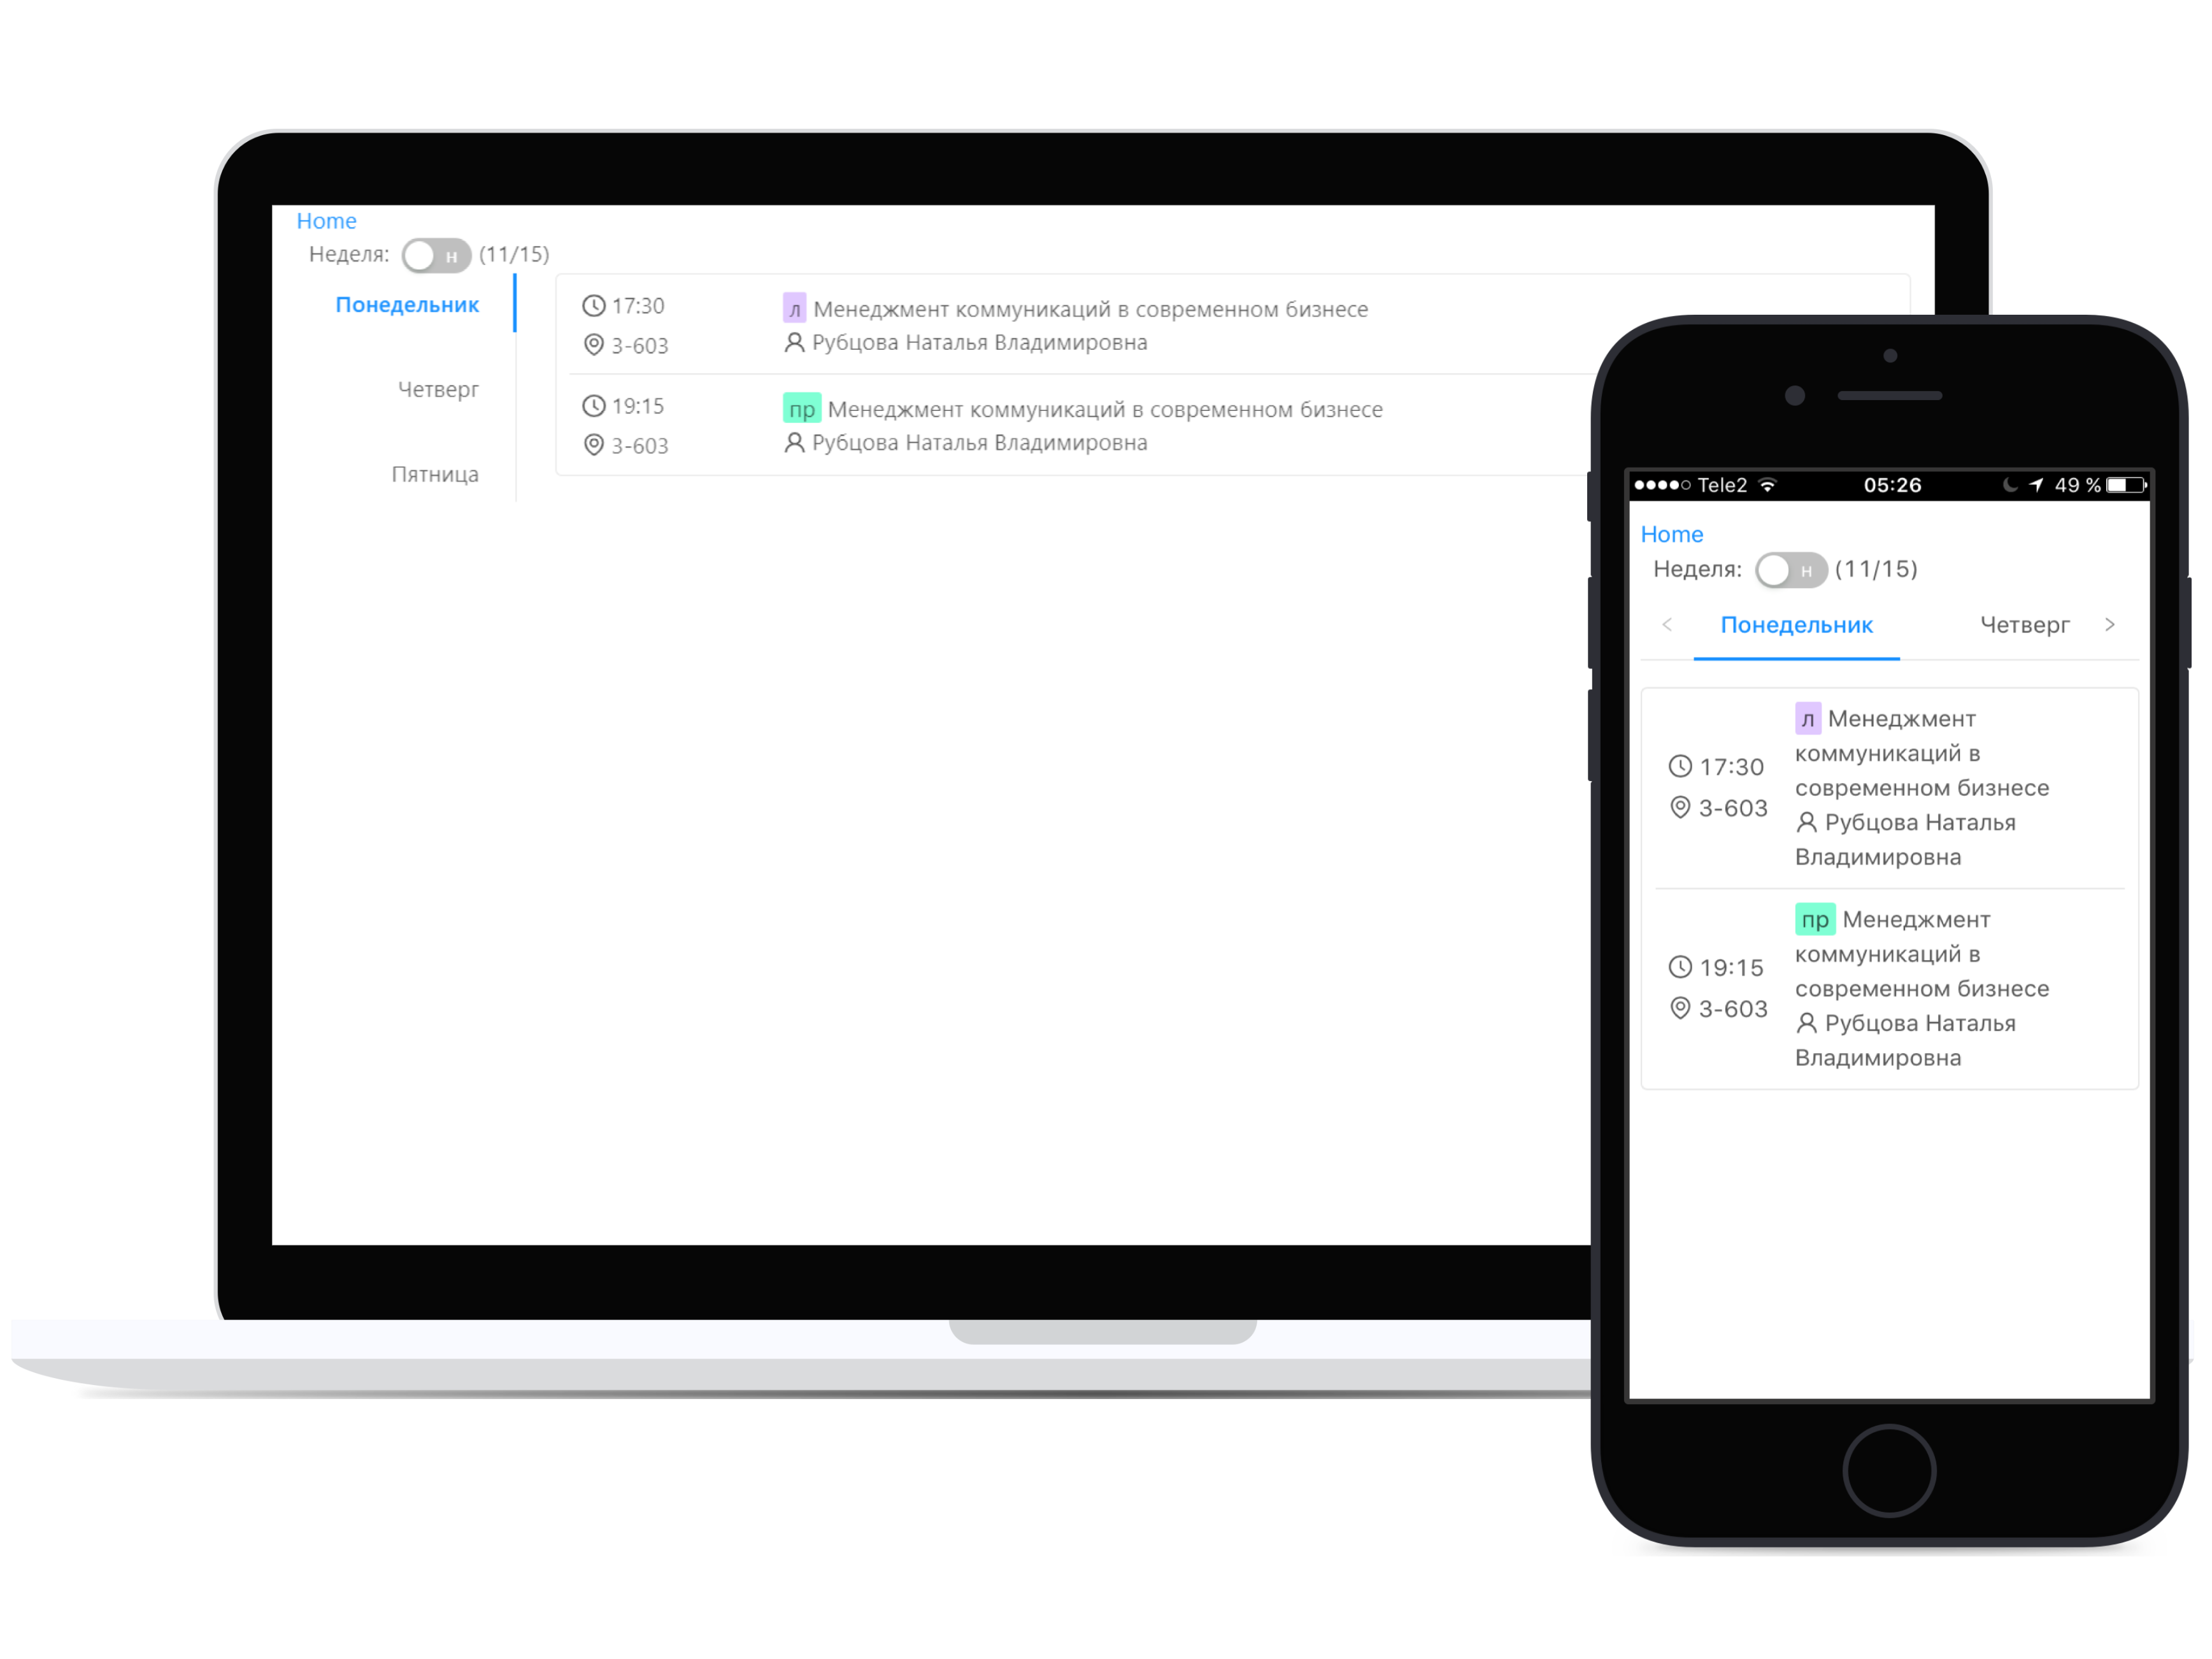 Home
Неделя: н (11/15)
Понедельник
Четверг
Пятница
17:30
3-603
л Менеджмент коммуникаций в современном бизнесе
Рубцова Наталья Владимировна
19:15
3-603
пр Менеджмент коммуникаций в современном бизнесе
Рубцова Наталья Владимировна
Tele2 05:26 49 %
Home
Неделя: н (11/15)
< Понедельник Четверг >
17:30
3-603
л Менеджмент
коммуникаций в
современном бизнесе
Рубцова Наталья
Владимировна
19:15
3-603
пр Менеджмент
коммуникаций в
современном бизнесе
Рубцова Наталья
Владимировна